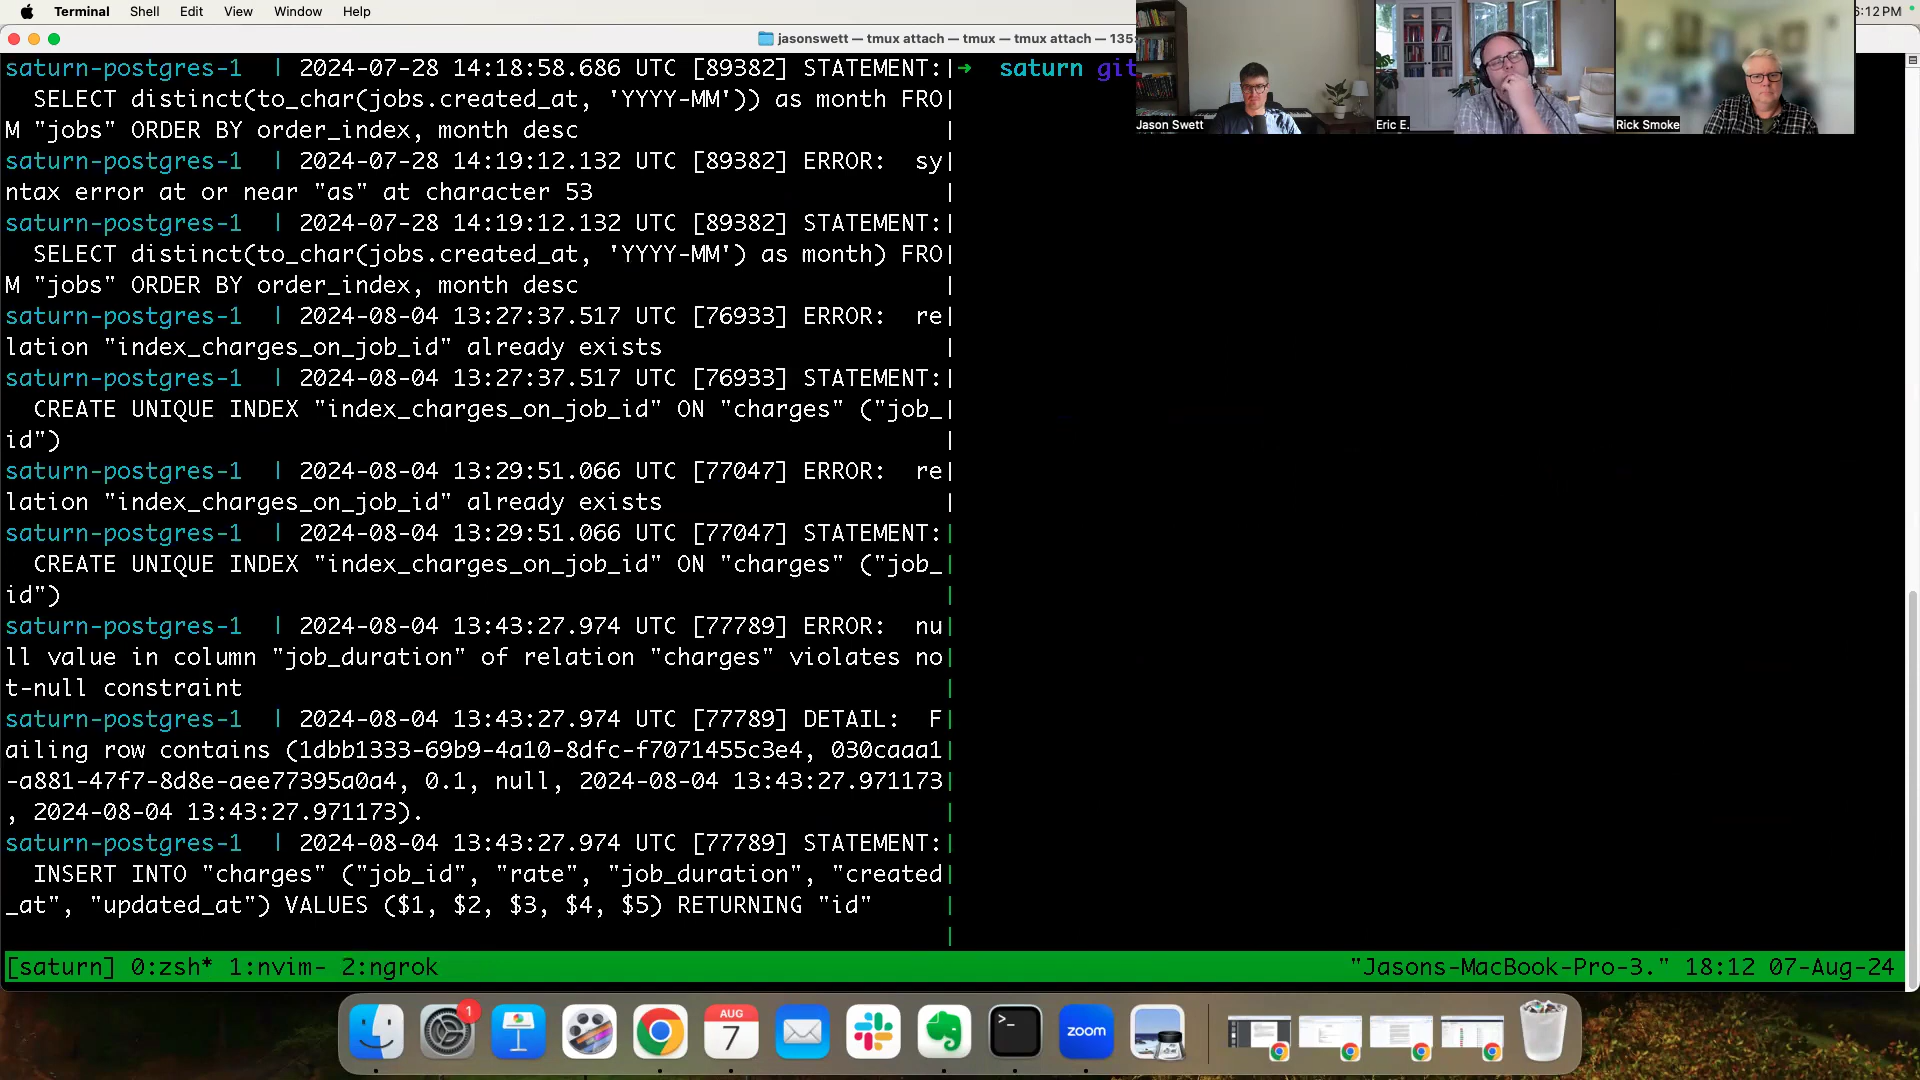 Terminal Shell Edit View Window Help
6:12 PM
jasonswett — tmux attach — tmux — tmux attach — 135
saturn-postgres-1 | 2024-07-28 14:18:58.686 UTC [89382] STATEMENT:
SELECT distinct(to_char(jobs.created_at, 'YYYY-MM')) as month FRO
M "jobs" ORDER BY order_index, month desc
saturn-postgres-1 | 2024-07-28 14:19:12.132 UTC [89382] ERROR: sy
ntax error at or near "as" at character 53
saturn-postgres-1 | 2024-07-28 14:19:12.132 UTC [89382] STATEMENT:
SELECT distinct(to_char(jobs.created_at, 'YYYY-MM') as month) FRO
M "jobs" ORDER BY order_index, month desc
saturn-postgres-1 | 2024-08-04 13:27:37.517 UTC [76933] ERROR: re
lation "index_charges_on_job_id" already exists
saturn-postgres-1 | 2024-08-04 13:27:37.517 UTC [76933] STATEMENT:
CREATE UNIQUE INDEX "index_charges_on_job_id" ON "charges" ("job_
id")
saturn-postgres-1 | 2024-08-04 13:29:51.066 UTC [77047] ERROR: re
lation "index_charges_on_job_id" already exists
saturn-postgres-1 | 2024-08-04 13:29:51.066 UTC [77047] STATEMENT:
CREATE UNIQUE INDEX "index_charges_on_job_id" ON "charges" ("job_
id")
saturn-postgres-1 | 2024-08-04 13:43:27.974 UTC [77789] ERROR: nu
ll value in column "job_duration" of relation "charges" violates no
t-null constraint
saturn-postgres-1 | 2024-08-04 13:43:27.974 UTC [77789] DETAIL: F
ailing row contains (1dbb1333-69b9-4a10-8dfc-f7071455c3e4, 030caaa1
-a881-47f7-8d8e-aee77395a0a4, 0.1, null, 2024-08-04 13:43:27.971173
, 2024-08-04 13:43:27.971173).
saturn-postgres-1 | 2024-08-04 13:43:27.974 UTC [77789] STATEMENT:
INSERT INTO "charges" ("job_id", "rate", "job_duration", "created
_at", "updated_at") VALUES ($1, $2, $3, $4, $5) RETURNING "id"
→ saturn git
Jason Swett
Eric E.
Rick Smoke
[saturn] 0:zsh* 1:nvim- 2:ngrok
"Jasons-MacBook-Pro-3." 18:12 07-Aug-24
1
AUG
7
>_
zoom